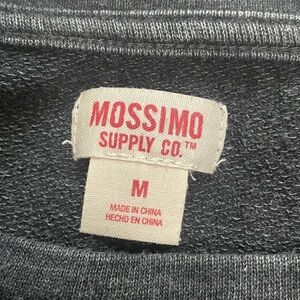 MOSSIMO
SUPPLY CO.™
M
MADE IN CHINA
HECHO EN CHINA